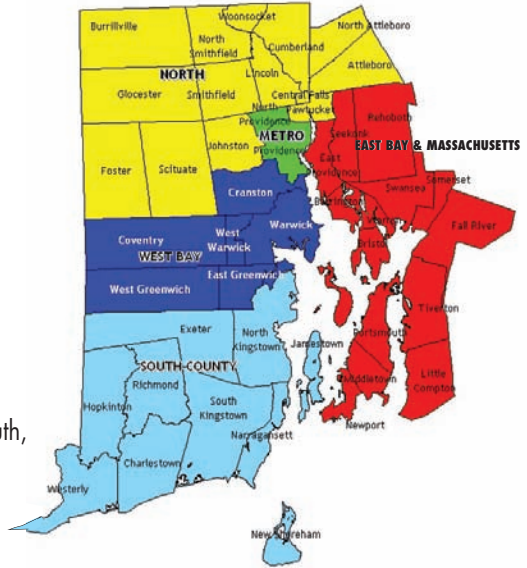 Woonsocket
Burrillville
North Attleboro
North
Smithfield
Cumberland
Attleboro
NORTH
Lincoln
Glocester
Smithfield
Central Falls
Pawtucket
North
Providence
Rehoboth
METRO
Seekonk
Johnston
Providence
EAST BAY & MASSACHUSETTS
East
Providence
Foster
Scituate
Somerset
Swansea
Cranston
Barrington
Warren
Fall River
Warwick
West
Warwick
Coventry
Bristol
WEST BAY
East Greenwich
West Greenwich
Tiverton
Exeter
North
Kingstown
Portsmouth
Jamestown
SOUTH COUNTY
Richmond
Middletown
Little
Compton
Hopkinton
South
Kingstown
Newport
uth,
Narragansett
Charlestown
Westerly
New Shoreham